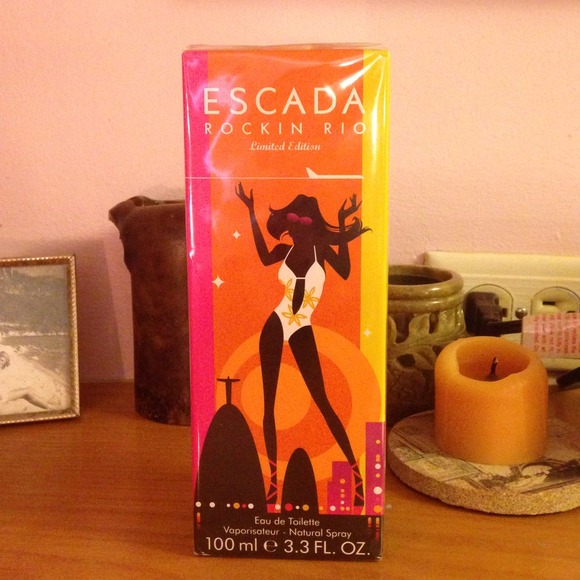 ESCADA
ROCKIN RIO
Limited Edition
Eau de Toilette
Vaporisateur - Natural Spray
100 ml ℮ 3.3 FL. OZ.